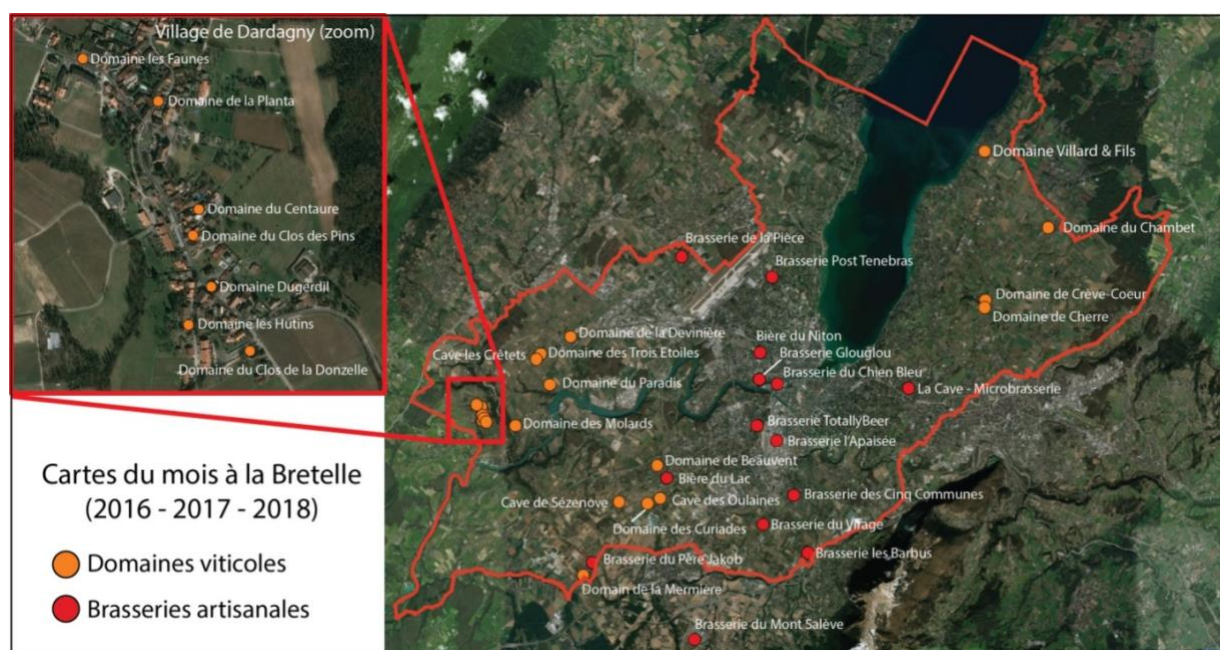 Village de Dardagny (zoom)
Domaine les Faunes
Domaine de la Planta
Domaine du Centaure
Domaine du Clos des Pins
Domaine Dugerdil
Domaine les Hutins
Domaine du Clos de la Donzelle
Cartes du mois à la Bretelle
(2016 - 2017 - 2018)
Domaines viticoles
Brasseries artisanales
Domaine Villard & Fils
Domaine du Chambet
Brasserie de la Pièce
Brasserie Post Tenebras
Domaine de Crève-Coeur
Domaine de Cherre
Domaine de la Devinière
Bière du Niton
Cave les Crêtets
Domaine des Trois Etoiles
Brasserie Glouglou
Brasserie du Chien Bleu
Domaine du Paradis
La Cave - Microbrasserie
Domaine des Molards
Brasserie TotallyBeer
Brasserie l'Apaisée
Domaine de Beauvent
Bière du Lac
Cave de Sézenove
Cave des Oulaines
Brasserie des Cinq Communes
Domaine des Curiades
Brasserie du Virage
Brasserie les Barbus
Brasserie du Père Jakob
Domain de la Mermière
Brasserie du Mont Salève